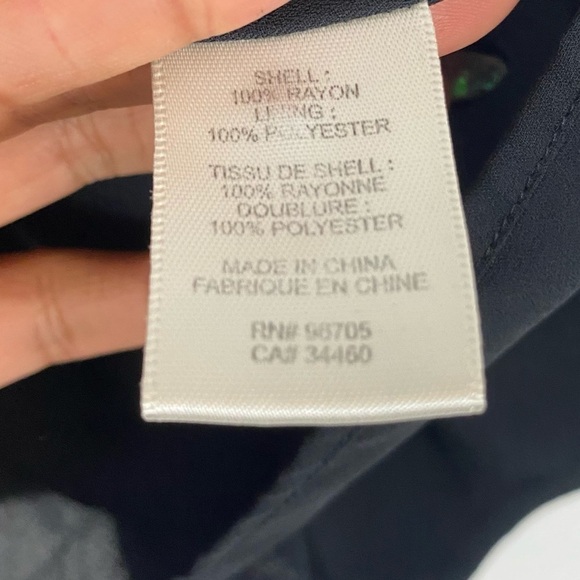 SHELL :
100% RAYON
LINING :
100% POLYESTER
TISSU DE SHELL :
100% RAYONNE
DOUBLURE :
100% POLYESTER
MADE IN CHINA
FABRIQUE EN CHINE
RN# 96705
CA# 34460